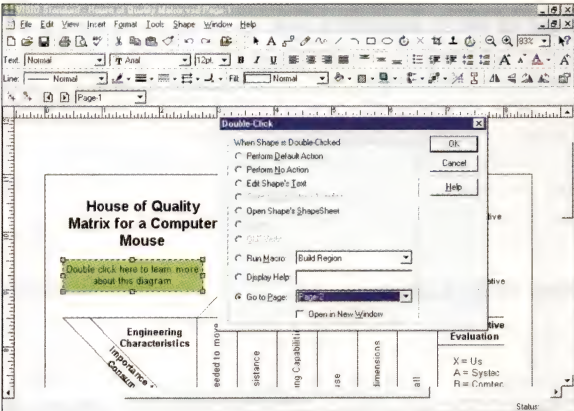 VISIO Standard - House of Quality Matrix.vsd:Page-1
File Edit View Insert Format Tools Shape Window Help
83%
Text: Normal Arial 12pt. B I U
Line: Normal Fill: Normal
Page-1
Double-Click
When Shape is Double-Clicked
Perform Default Action
Perform No Action
Edit Shape's Text
Open Shape's ShapeSheet
Run Macro: Build Region
Display Help:
Go to Page: Page-2
Open in New Window
OK
Cancel
Help
House of Quality
Matrix for a Computer
Mouse
Double click here to learn more
about this diagram
Engineering
Characteristics
Importance
Evaluation
X = Us
A = Systec
B = Comtec
Status: